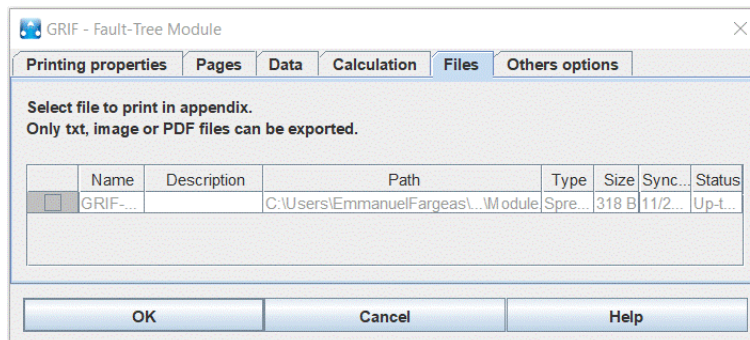 GRIF - Fault-Tree Module
Printing properties Pages Data Calculation Files Others options
Select file to print in appendix.
Only txt, image or PDF files can be exported.
Name Description Path Type Size Sync... Status
GRIF-... C:\Users\EmmanuelFargeas\...\Module Spre... 318 B 11/2... Up-t...
OK Cancel Help